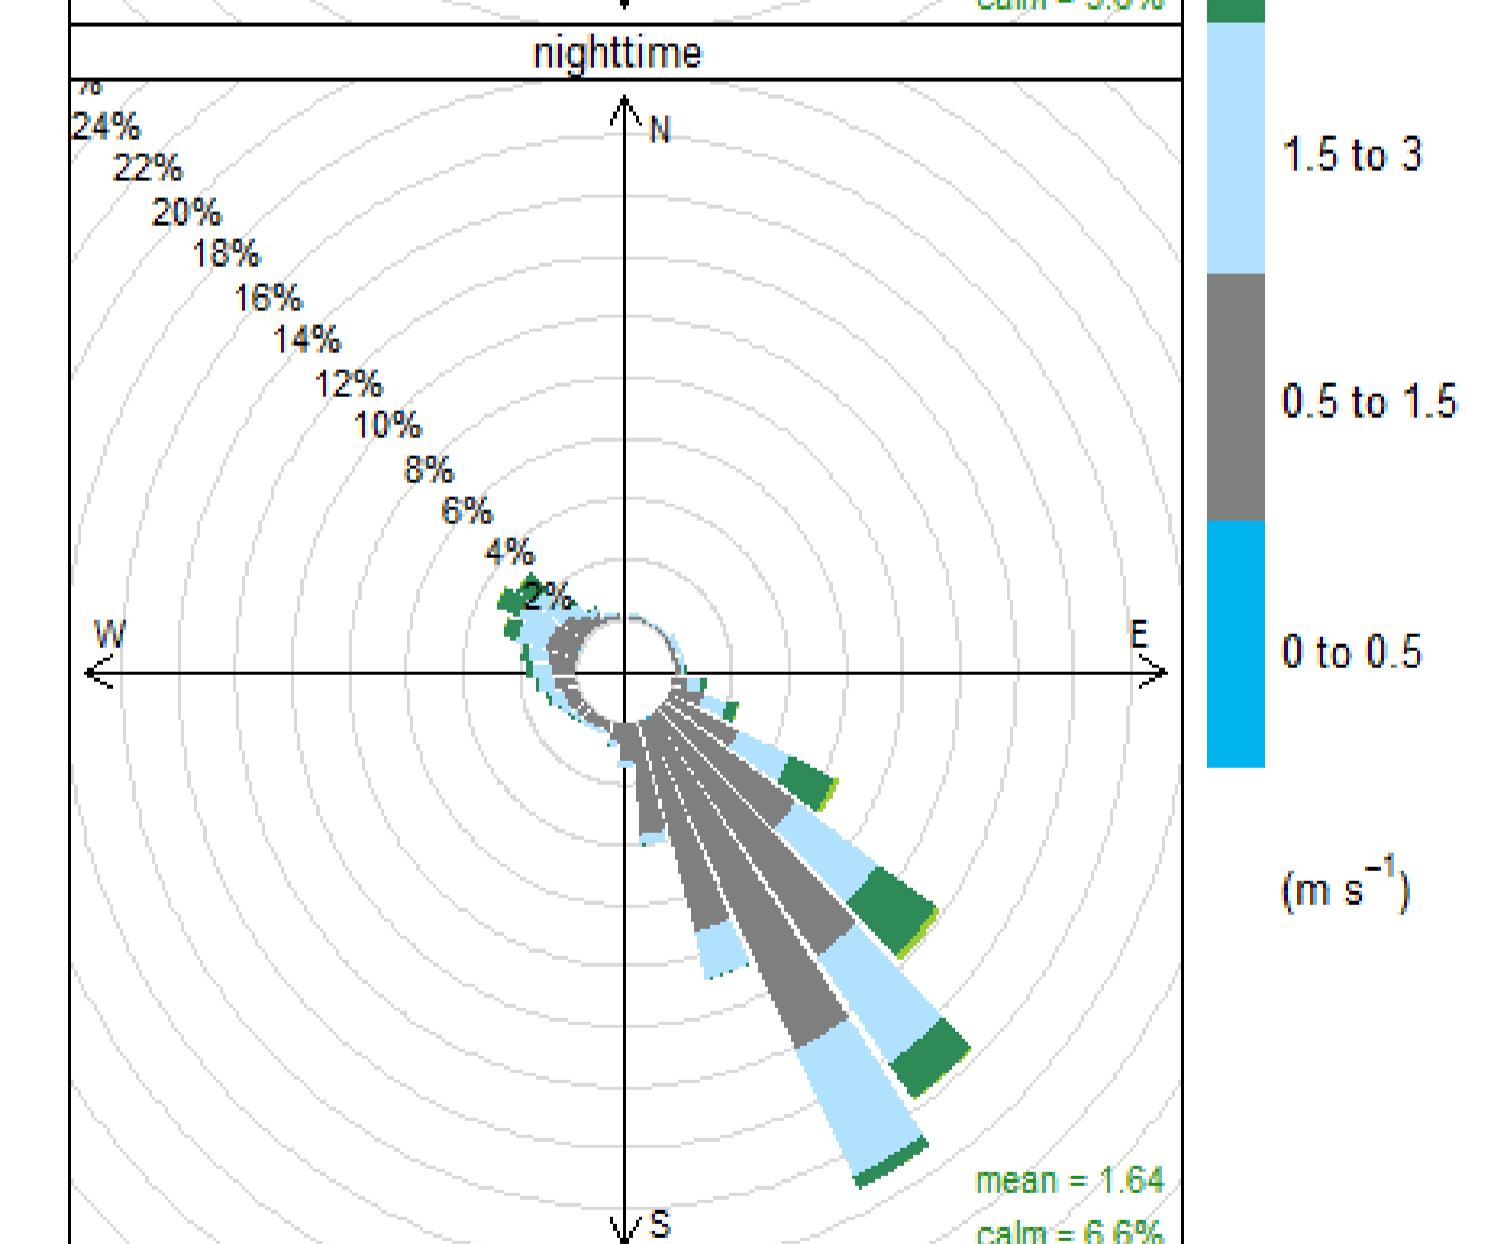 nighttime
N
24%
22%
20%
18%
16%
14%
12%
10%
8%
6%
4%
2%
W
E
S
mean = 1.64
calm = 6.6%
1.5 to 3
0.5 to 1.5
0 to 0.5
(m s⁻¹)